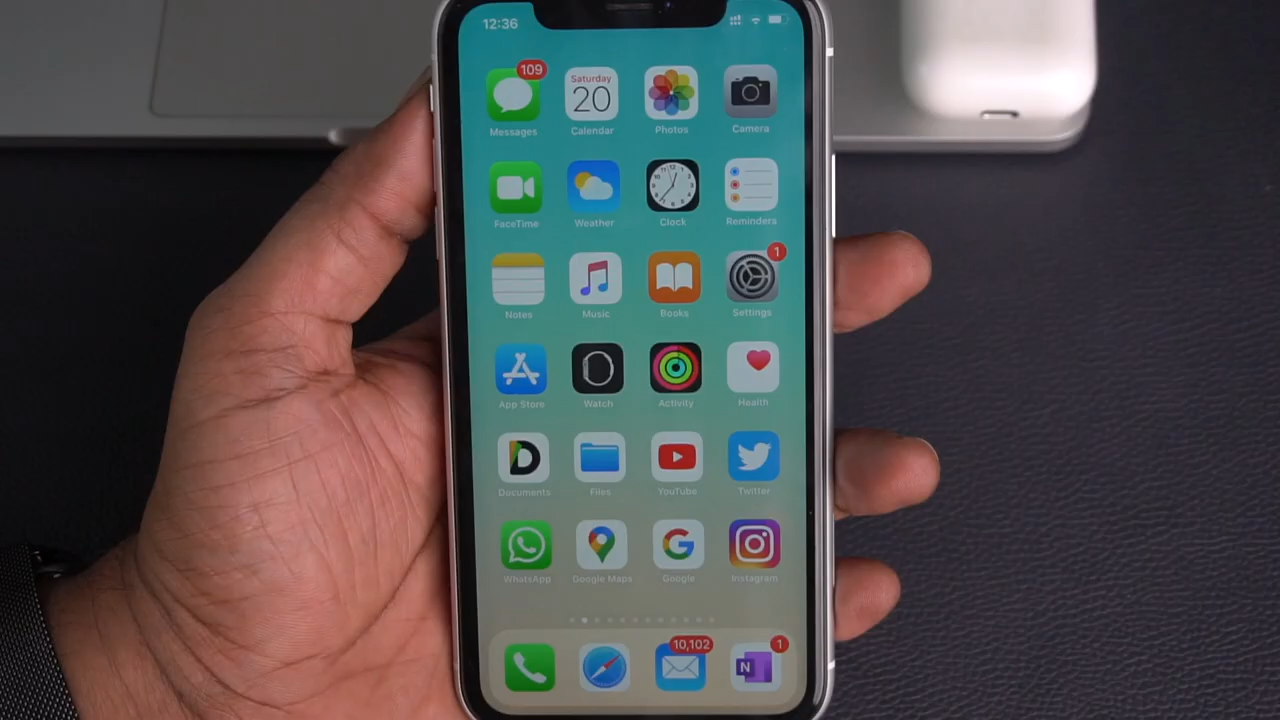 12:36
109
Saturday
20
Messages
Calendar
Photos
Camera
FaceTime
Weather
Clock
Reminders
1
Notes
Music
Books
Settings
App Store
Watch
Activity
Health
D
Documents
Files
YouTube
Twitter
G
WhatsApp
Google Maps
Google
Instagram
10,102
1
N